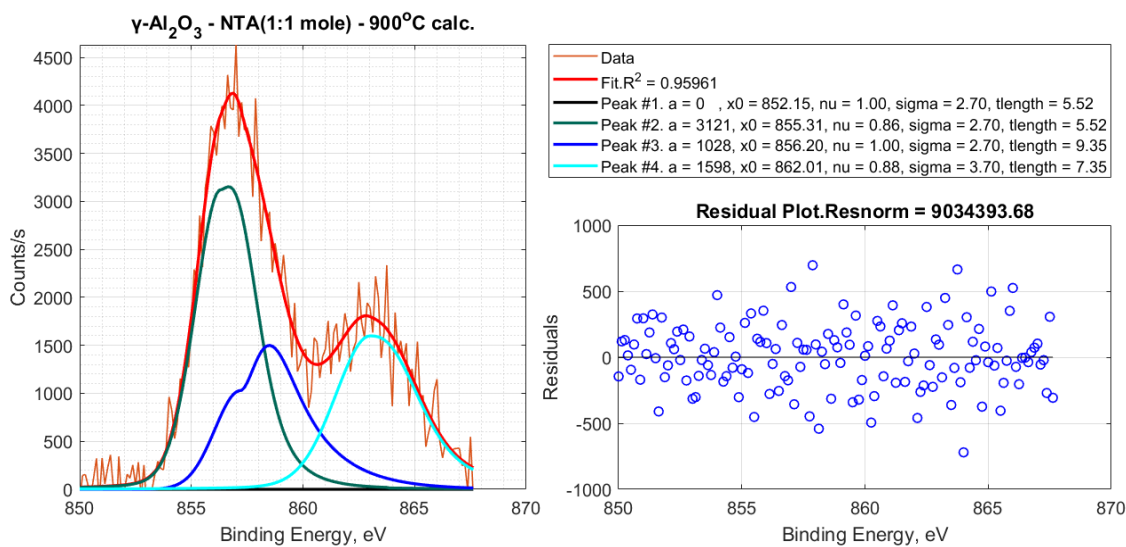 γ-Al2O3 - NTA(1:1 mole) - 900°C calc.
4500
4000
3500
3000
2500
2000
1500
1000
500
0
Counts/s
850 855 860 865 870
Binding Energy, eV
Data
Fit.R2 = 0.95961
Peak #1. a = 0 , x0 = 852.15, nu = 1.00, sigma = 2.70, tlength = 5.52
Peak #2. a = 3121, x0 = 855.31, nu = 0.86, sigma = 2.70, tlength = 5.52
Peak #3. a = 1028, x0 = 856.20, nu = 1.00, sigma = 2.70, tlength = 9.35
Peak #4. a = 1598, x0 = 862.01, nu = 0.88, sigma = 3.70, tlength = 7.35
Residual Plot.Resnorm = 9034393.68
1000
500
0
-500
-1000
Residuals
850 855 860 865 870
Binding Energy, eV